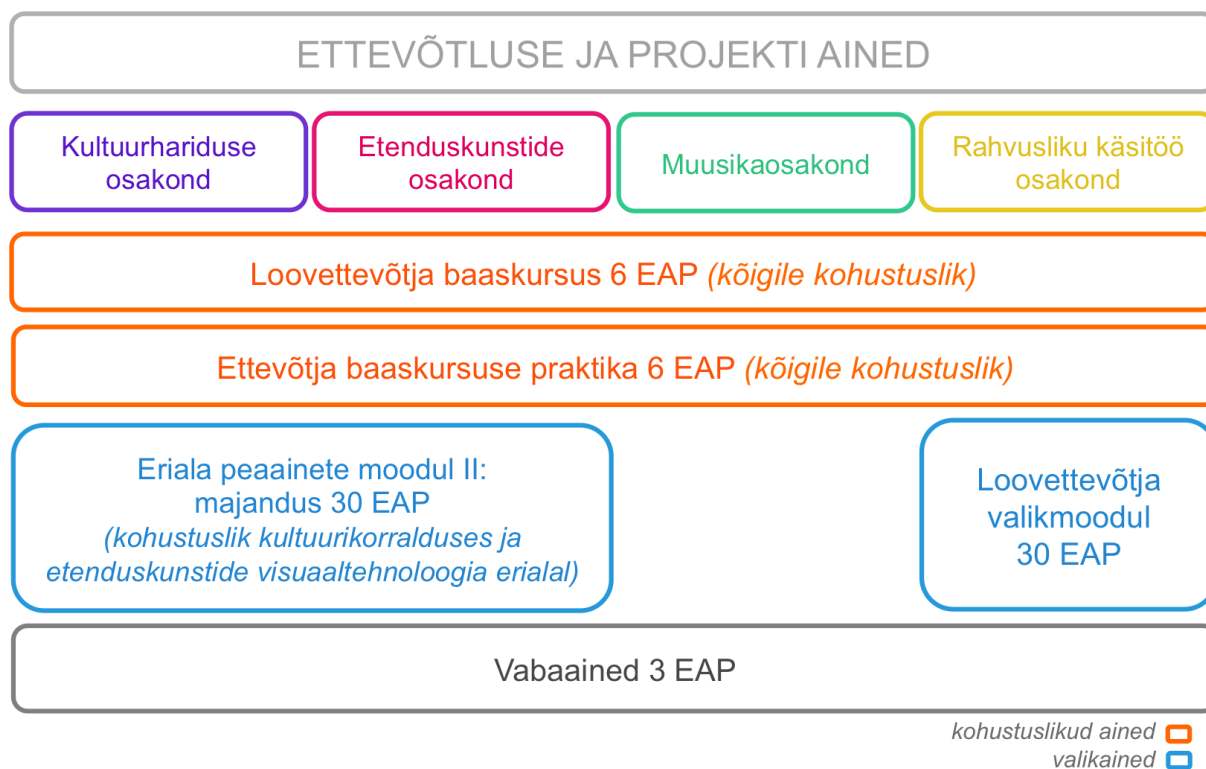 ETTEVÕTLUSE JA PROJEKTI AINED
Kultuurhariduse
osakond
Etenduskunstide
osakond
Muusikaosakond
Rahvusliku käsitöö
osakond
Loovettevõtja baaskursus 6 EAP (kõigile kohustuslik)
Ettevõtja baaskursuse praktika 6 EAP (kõigile kohustuslik)
Eriala peaainete moodul II:
majandus 30 EAP
(kohustuslik kultuurikorralduses ja
etenduskunstide visuaaltehnoloogia erialal)
Loovettevõtja
valikmoodul
30 EAP
Vabaained 3 EAP
kohustuslikud ained
valikained